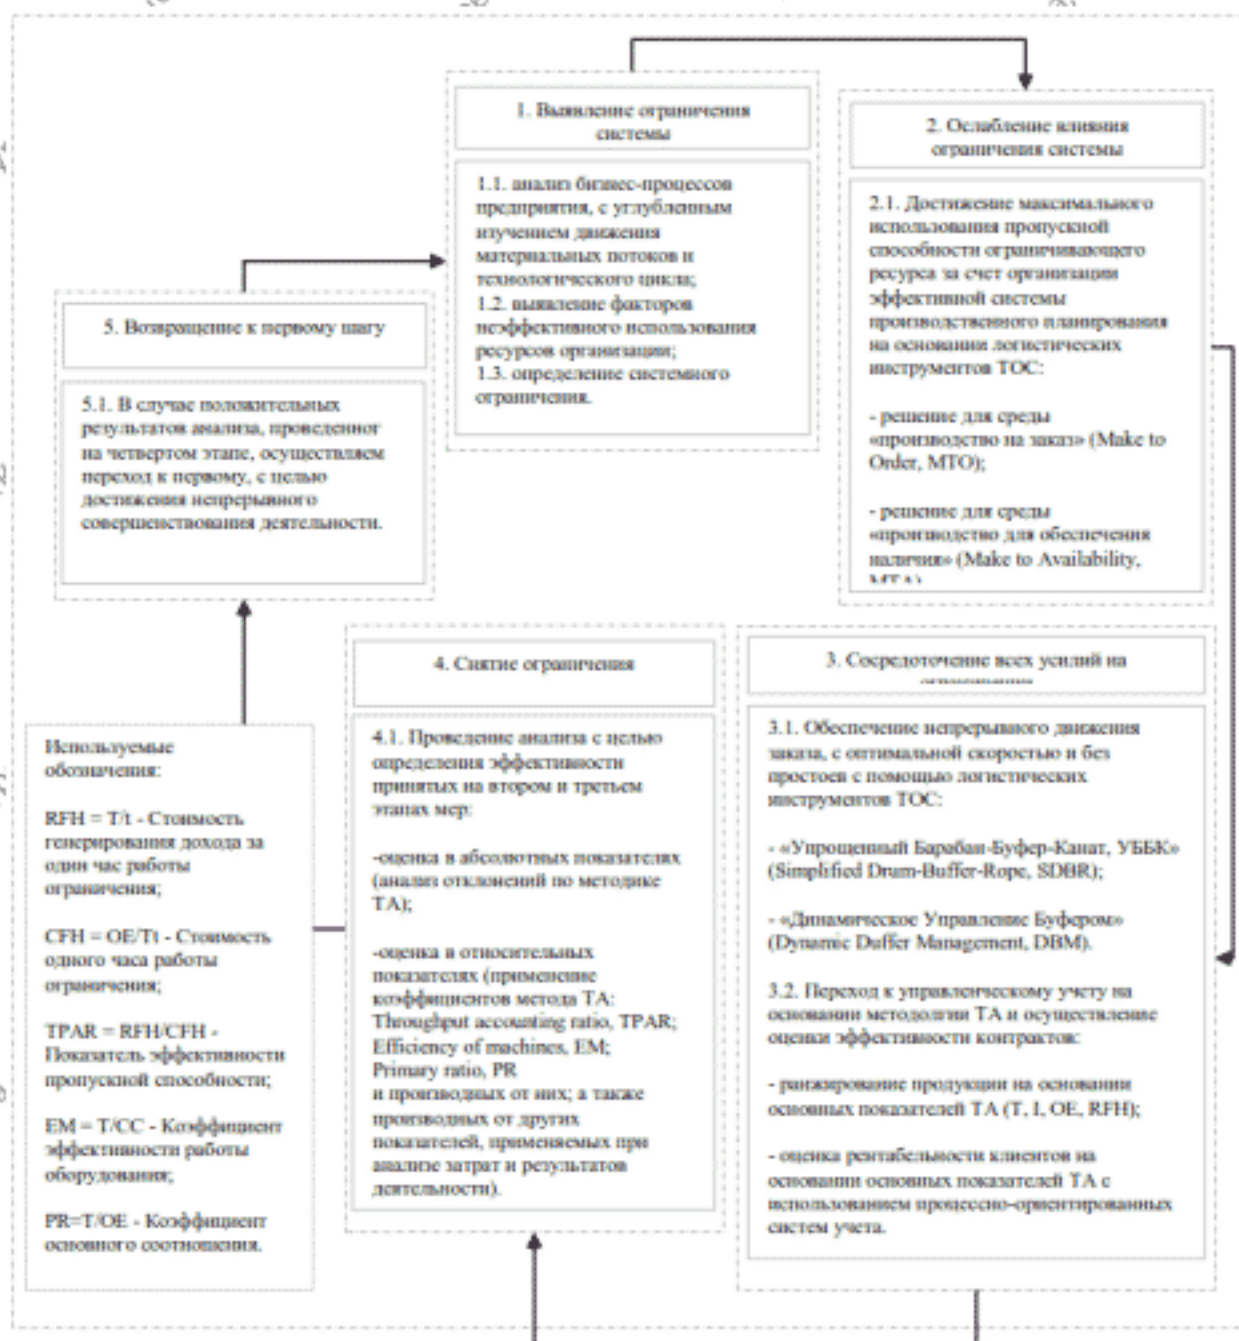 1. Выявление ограничения
системы
1.1. анализ бизнес-процессов
предприятия, с углубленным
изучением движения
материальных потоков и
технологического цикла;
1.2. выявление факторов
неэффективного использования
ресурсов организации;
1.3. определение системного
ограничения.
2. Ослабление влияния
ограничения системы
2.1. Достижение максимального
использования пропускной
способности ограничивающего
ресурса за счет организации
эффективной системы
производственного планирования
на основании логистических
инструментов ТОС:
- решение для среды
«производство на заказ» (Make to
Order, MTO);
- решение для среды
«производство для обеспечения
наличия» (Make to Availability,
5. Возвращение к первому шагу
5.1. В случае положительных
результатов анализа, проведенног
на четвертом этапе, осуществляем
переход к первому, с целью
достижения непрерывного
совершенствования деятельности.
4. Снятие ограничения
4.1. Проведение анализа с целью
определения эффективности
принятых на втором и третьем
этапах мер:
-оценка в абсолютных показателях
(анализ отклонений по методике
ТА);
-оценка в относительных
показателях (применение
коэффициентов метода ТА:
Throughput accounting ratio, TPAR;
Efficiency of machines, EM;
Primary ratio, PR
и производных от них; а также
производных от других
показателей, применяемых при
анализе затрат и результатов
деятельности).
3. Сосредоточение всех усилий на
3.1. Обеспечение непрерывного движения
заказа, с оптимальной скоростью и без
простоев с помощью логистических
инструментов ТОС:
- «Упрощенный Барабан-Буфер-Канат, УББК»
(Simplified Drum-Buffer-Rope, SDBR);
- «Динамическое Управление Буфером»
(Dynamic Duffer Management, DBM).
3.2. Переход к управленческому учету на
основании методолгии ТА и осуществление
оценки эффективности контрактов:
- ранжирование продукции на основании
основных показателей ТА (T, I, OE, RFH);
- оценка рентабельности клиентов на
основании основных показателей ТА с
использованием процессно-ориентированных
систем учета.
Используемые
обозначения:
RFH = T/t - Стоимость
генерирования дохода за
один час работы
ограничения;
CFH = OE/Tt - Стоимость
одного часа работы
ограничения;
TPAR = RFH/CFH -
Показатель эффективности
пропускной способности;
EM = T/CC - Коэффициент
эффективности работы
оборудования;
PR=T/OE - Коэффициент
основного соотношения.